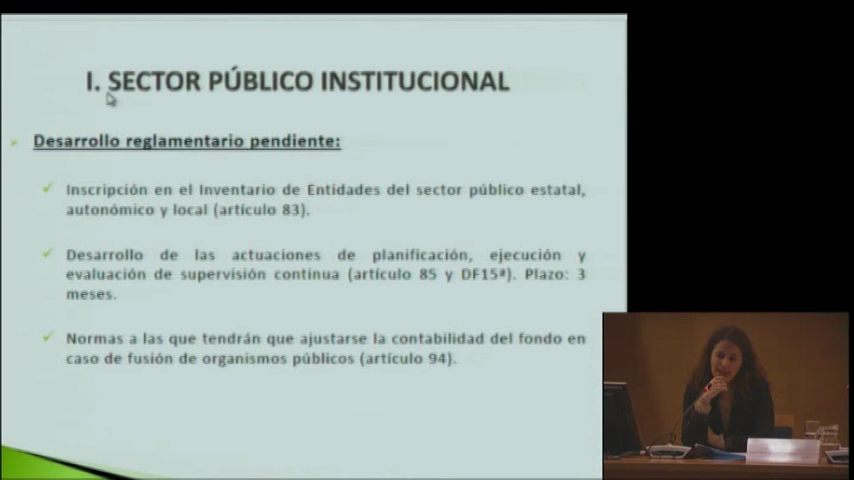 I. SECTOR PÚBLICO INSTITUCIONAL
Desarrollo reglamentario pendiente:
Inscripción en el Inventario de Entidades del sector público estatal,
autonómico y local (artículo 83).
Desarrollo de las actuaciones de planificación, ejecución y
evaluación de supervisión continua (artículo 85 y DF15ª). Plazo: 3
meses.
Normas a las que tendrán que ajustarse la contabilidad del fondo en
caso de fusión de organismos públicos (artículo 94).